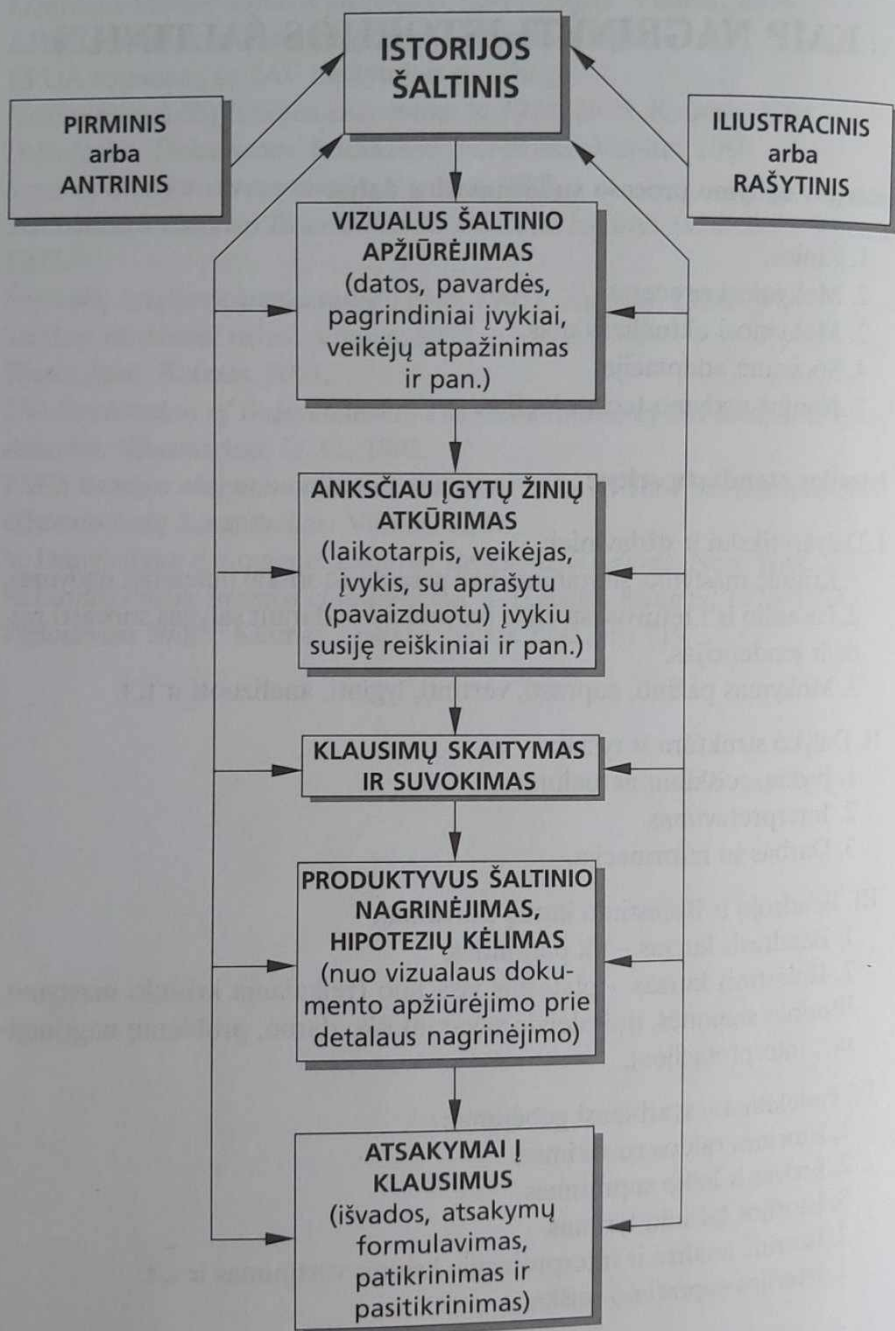 ISTORIJOS
ŠALTINIS
PIRMINIS
arba
ANTRINIS
ILIUSTRACINIS
arba
RAŠYTINIS
VIZUALUS ŠALTINIO
APŽIŪRĖJIMAS
(datos, pavardės,
pagrindiniai įvykiai,
veikėjų atpažinimas
ir pan.)
ANKSČIAU ĮGYTŲ ŽINIŲ
ATKŪRIMAS
(laikotarpis, veikėjas,
įvykis, su aprašytu
(pavaizduotu) įvykiu
susiję reiškiniai ir pan.)
KLAUSIMŲ SKAITYMAS
IR SUVOKIMAS
PRODUKTYVUS ŠALTINIO
NAGRINĖJIMAS,
HIPOTEZIŲ KĖLIMAS
(nuo vizualaus doku-
mento apžiūrėjimo prie
detalaus nagrinėjimo)
ATSAKYMAI Į
KLAUSIMUS
(išvados, atsakymų
formulavimas,
patikrinimas ir
pasitikrinimas)